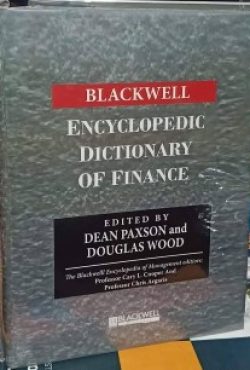 BLACKWELL
ENCYCLOPEDIC
DICTIONARY
OF FINANCE
EDITED BY
DEAN PAXSON and
DOUGLAS WOOD
The Blackwell Encyclopedia of Management editors:
Professor Cary L. Cooper And
Professor Chris Argyris
BLACKWELL